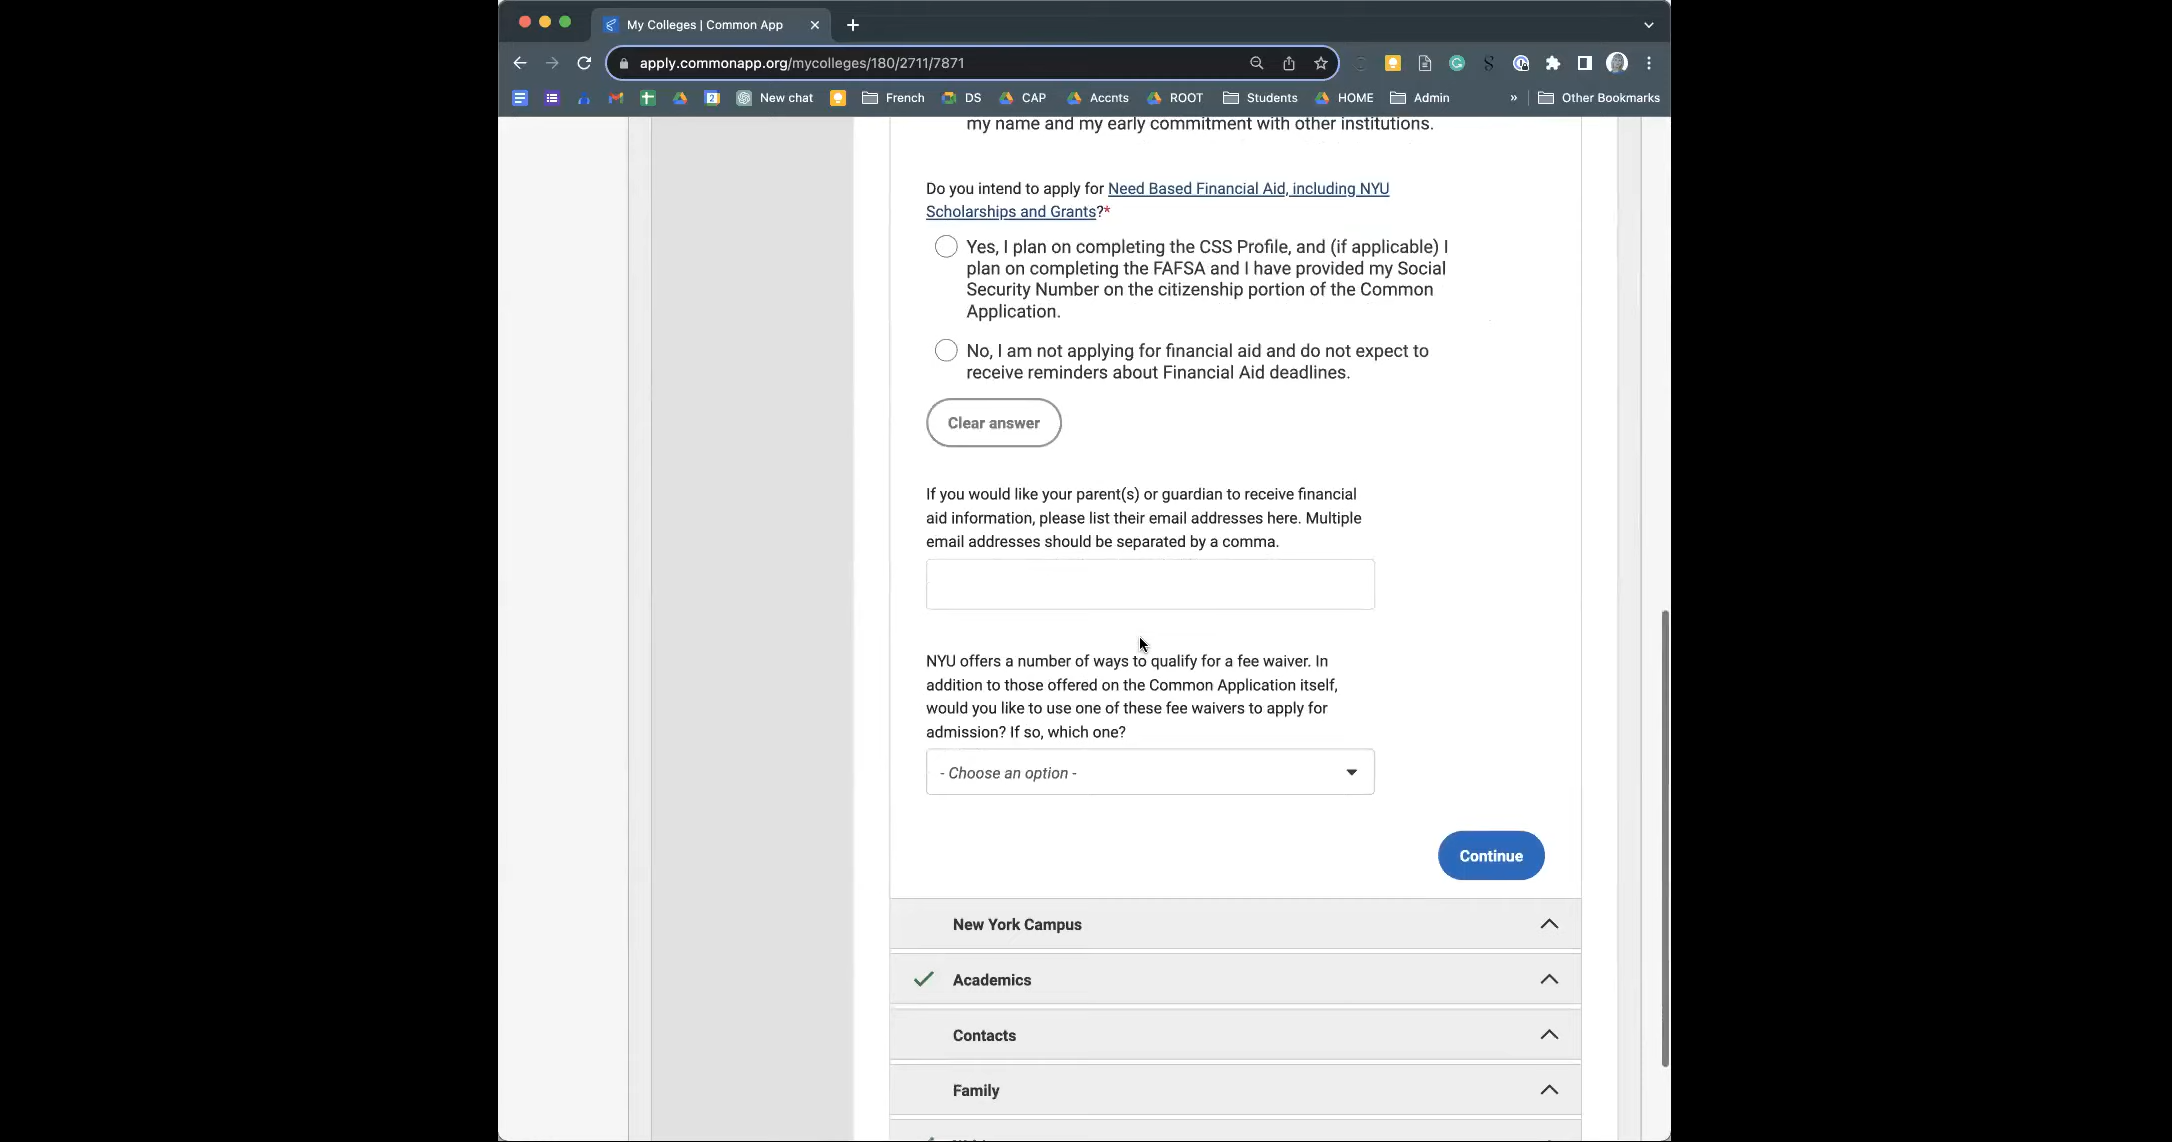 My Colleges | Common App
apply.commonapp.org/mycolleges/180/2711/7871
New chat French DS CAP Accnts ROOT Students HOME Admin » Other Bookmarks
my name and my early commitment with other institutions.
Do you intend to apply for Need Based Financial Aid, including NYU
Scholarships and Grants?*
Yes, I plan on completing the CSS Profile, and (if applicable) I
plan on completing the FAFSA and I have provided my Social
Security Number on the citizenship portion of the Common
Application.
No, I am not applying for financial aid and do not expect to
receive reminders about Financial Aid deadlines.
Clear answer
If you would like your parent(s) or guardian to receive financial
aid information, please list their email addresses here. Multiple
email addresses should be separated by a comma.
NYU offers a number of ways to qualify for a fee waiver. In
addition to those offered on the Common Application itself,
would you like to use one of these fee waivers to apply for
admission? If so, which one?
- Choose an option -
Continue
New York Campus
Academics
Contacts
Family